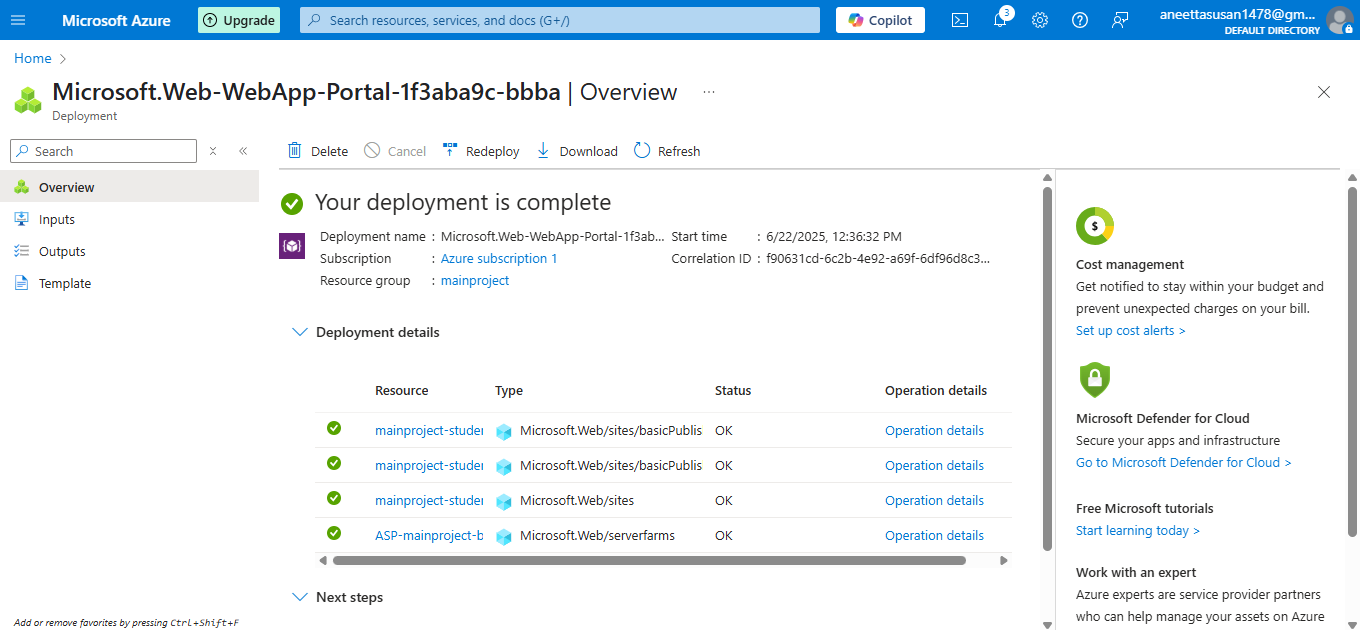 Microsoft Azure
Upgrade
Search resources, services, and docs (G+/)
Copilot
3
aneettasusan1478@gm...
DEFAULT DIRECTORY
Home
Microsoft.Web-WebApp-Portal-1f3aba9c-bbba | Overview ...
Deployment
Search
Delete Cancel Redeploy Download Refresh
Overview
Inputs
Outputs
Template
Your deployment is complete
Deployment name : Microsoft.Web-WebApp-Portal-1f3ab... Start time : 6/22/2025, 12:36:32 PM
Subscription : Azure subscription 1 Correlation ID : f90631cd-6c2b-4e92-a69f-6df96d8c3...
Resource group : mainproject
Deployment details
Resource Type Status Operation details
mainproject-studer Microsoft.Web/sites/basicPublis OK Operation details
mainproject-studer Microsoft.Web/sites/basicPublis OK Operation details
mainproject-studer Microsoft.Web/sites OK Operation details
ASP-mainproject-b Microsoft.Web/serverfarms OK Operation details
Next steps
$
Cost management
Get notified to stay within your budget and
prevent unexpected charges on your bill.
Set up cost alerts >
Microsoft Defender for Cloud
Secure your apps and infrastructure
Go to Microsoft Defender for Cloud >
Free Microsoft tutorials
Start learning today >
Work with an expert
Azure experts are service provider partners
who can help manage your assets on Azure
Add or remove favorites by pressing Ctrl+Shift+F